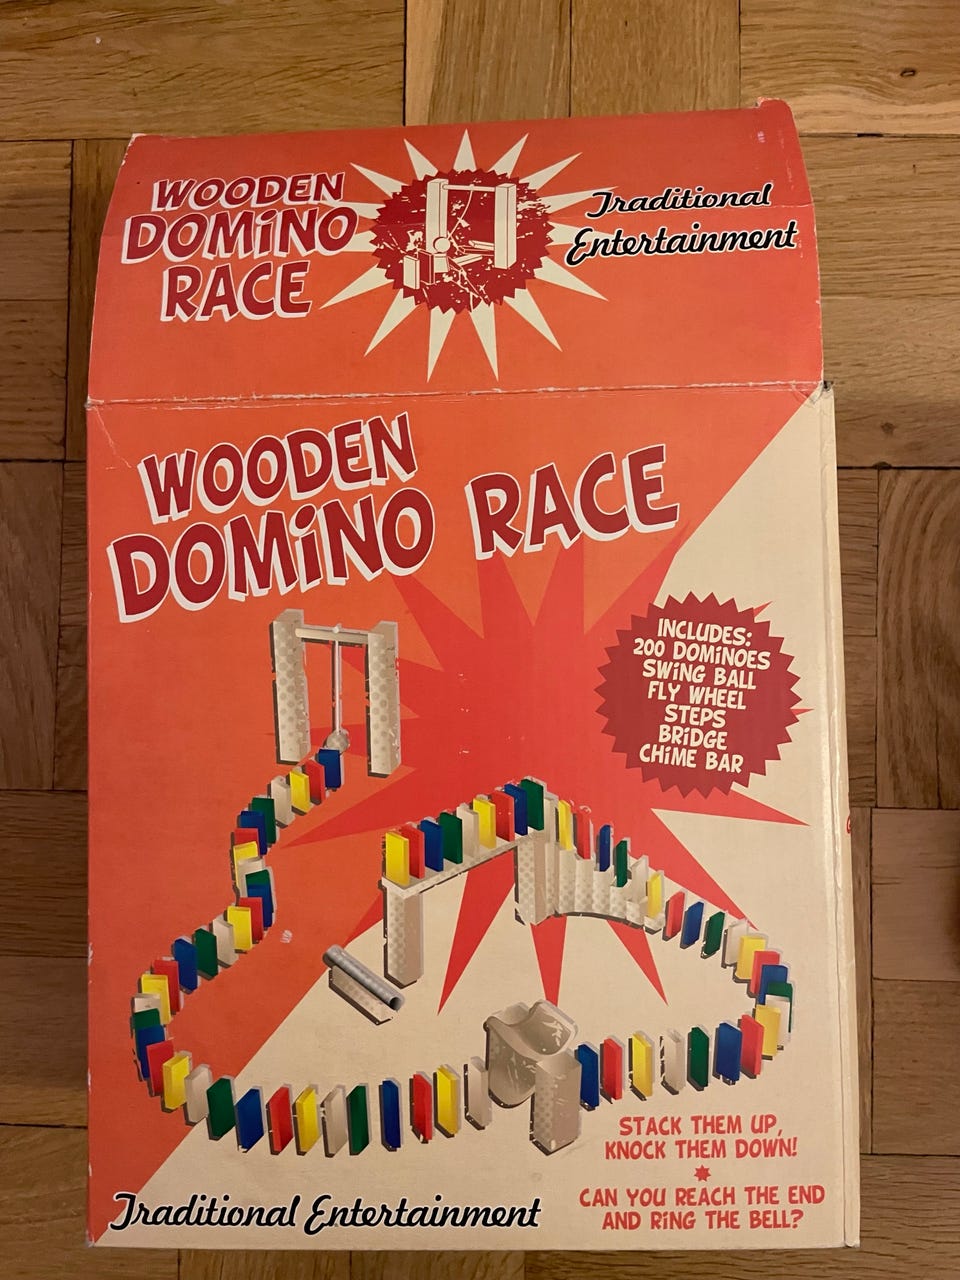 WOODEN
DOMiNO
RACE
Traditional
Entertainment
WOODEN
DOMiNO RACE
INCLUDES:
200 DOMiNOES
SWiNG BALL
FLY WHEEL
STEPS
BRiDGE
CHiME BAR
STACK THEM UP,
KNOCK THEM DOWN!
CAN YOU REACH THE END
AND RiNG THE BELL?
Traditional Entertainment